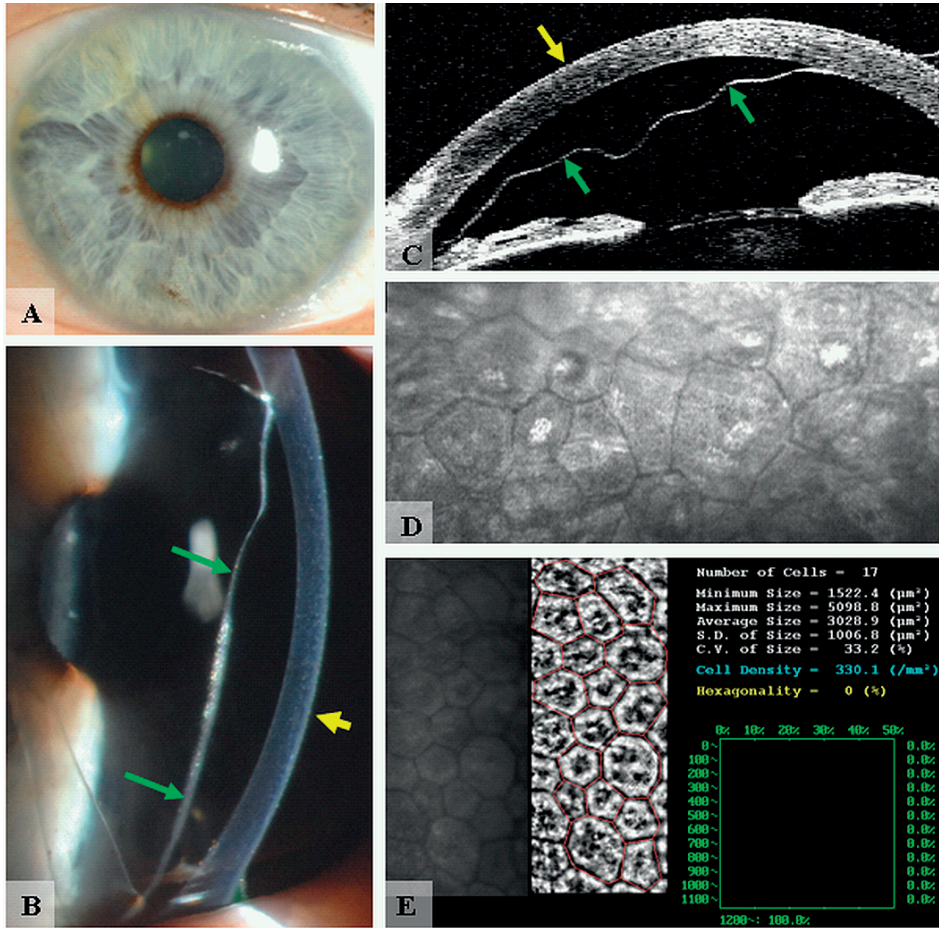 A
B
C
D
E
Number of Cells = 17
Minimum Size = 1522.4 (µm²)
Maximum Size = 5098.8 (µm²)
Average Size = 3028.9 (µm²)
S.D. of Size = 1006.8 (µm²)
C.V. of Size = 33.2 (%)
Cell Density = 330.1 (/mm²)
Hexagonality = 0 (%)
0% 10% 20% 30% 40% 50%
0~ 0.0%
100~ 0.0%
200~ 0.0%
300~ 0.0%
400~ 0.0%
500~ 0.0%
600~ 0.0%
700~ 0.0%
800~ 0.0%
900~ 0.0%
1000~ 0.0%
1100~ 0.0%
1200~: 100.0%